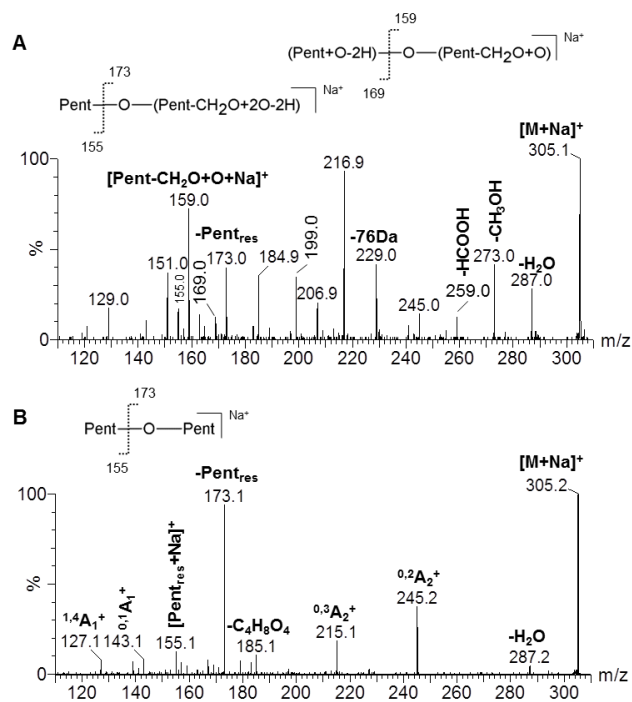 159
(Pent+O-2H)—O—(Pent-CH₂O+O) Na⁺
169
A
173
Pent—O—(Pent-CH₂O+2O-2H) Na⁺
155
[M+Na]⁺
305.1
100
216.9
[Pent-CH₂O+O+Na]⁺
159.0
-Pentres
173.0
184.9
199.0
-76Da
229.0
-HCOOH
259.0
-CH₃OH
273.0
-H₂O
287.0
%
151.0
155.0
169.0
129.0
206.9
245.0
0
120 140 160 180 200 220 240 260 280 300 m/z
B
173
Pent—O—Pent Na⁺
155
-Pentres
173.1
[M+Na]⁺
305.2
100
%
[Pentres+Na]⁺
155.1
0,2A₂⁺
245.2
1,4A₁⁺
127.1
0,1A₁⁺
143.1
-C₄H₈O₄
185.1
0,3A₂⁺
215.1
-H₂O
287.2
0
120 140 160 180 200 220 240 260 280 300 m/z